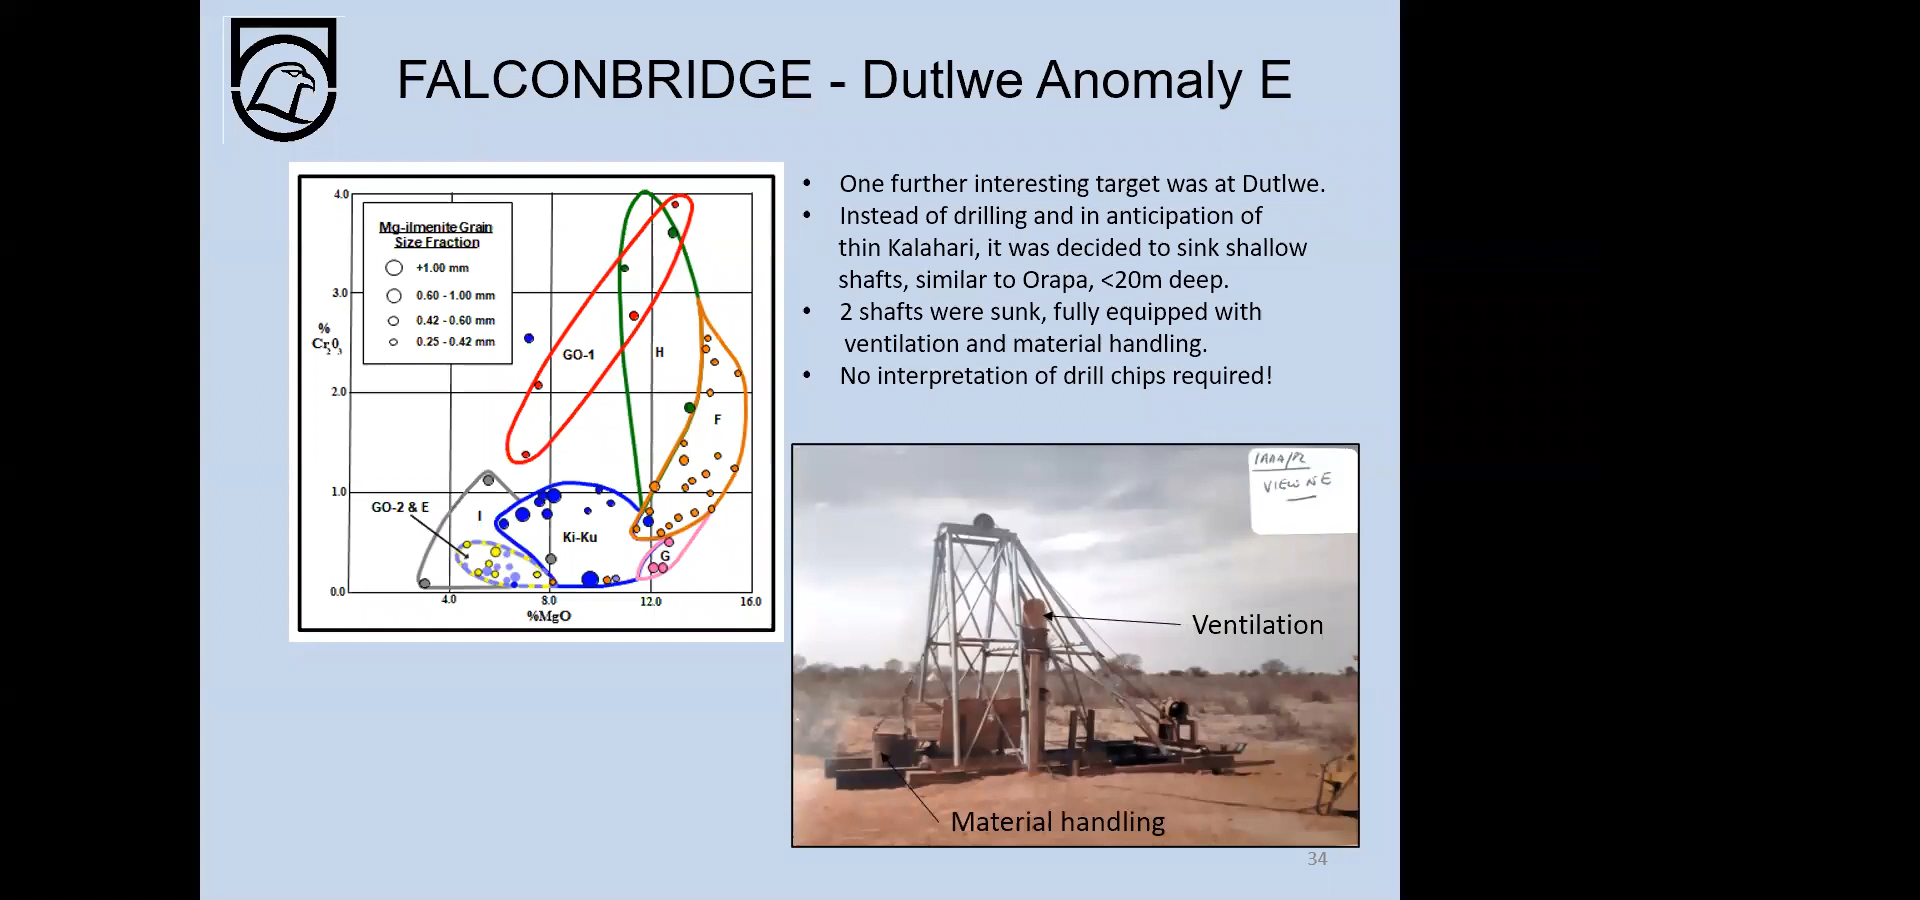 FALCONBRIDGE - Dutlwe Anomaly E
4.0
Mg-ilmenite Grain
Size Fraction
+1.00 mm
0.60 - 1.00 mm
0.42 - 0.60 mm
0.25 - 0.42 mm
3.0
%
Cr₂O₃
GO-1
H
2.0
F
1.0
GO-2 & E
I
Ki-Ku
G
0.0
4.0
8.0
12.0
16.0
%MgO
• One further interesting target was at Dutlwe.
• Instead of drilling and in anticipation of
thin Kalahari, it was decided to sink shallow
shafts, similar to Orapa, <20m deep.
• 2 shafts were sunk, fully equipped with
ventilation and material handling.
• No interpretation of drill chips required!
VIEW NE
Ventilation
Material handling
34